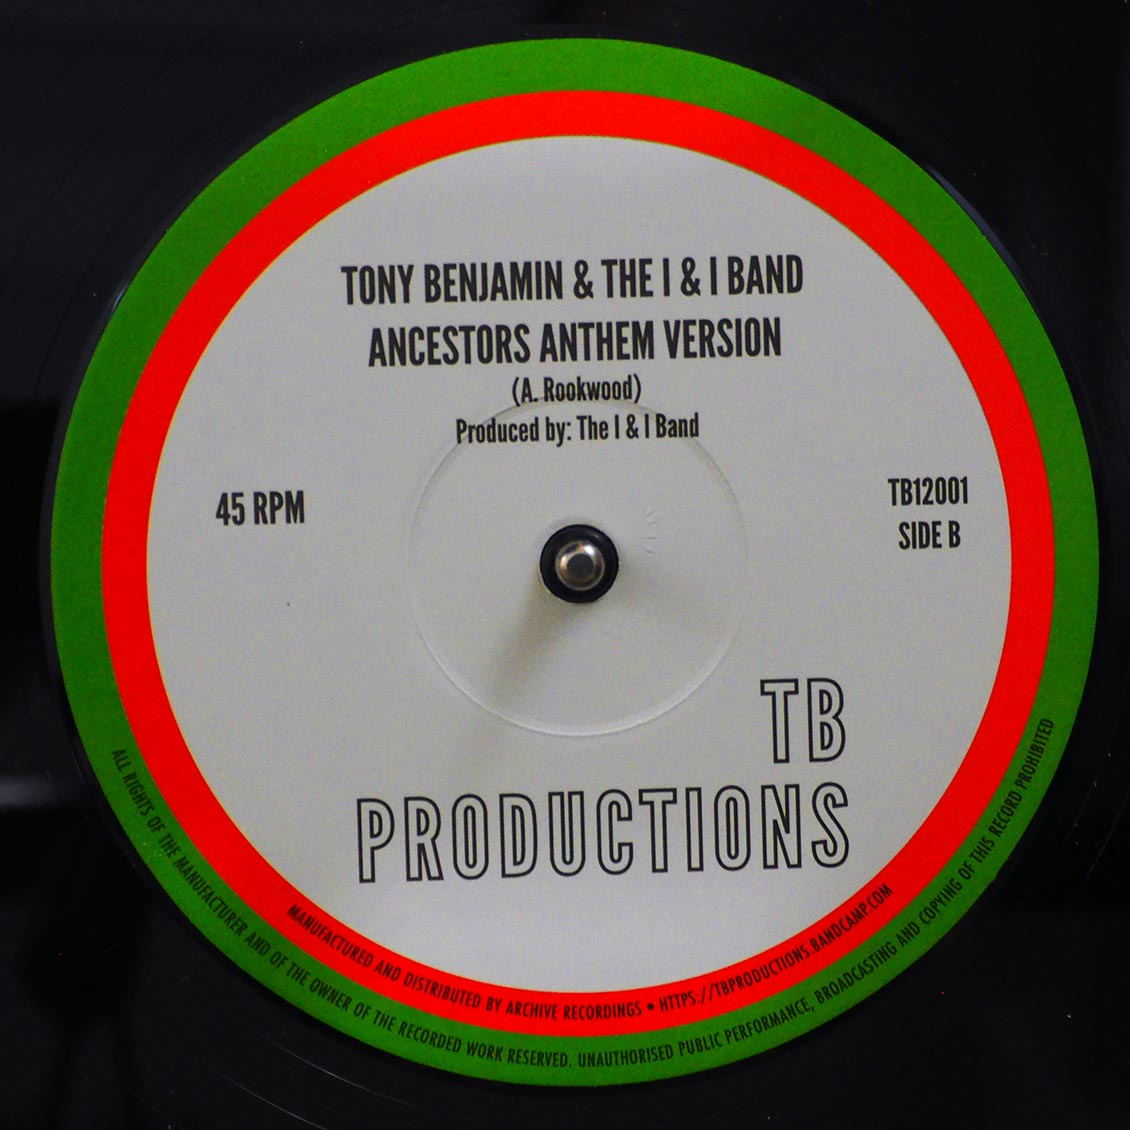 TONY BENJAMIN & THE I & I BAND
ANCESTORS ANTHEM VERSION
(A. Rookwood)
Produced by: The I & I Band
45 RPM
TB12001
SIDE B
TB
PRODUCTIONS
MANUFACTURED AND DISTRIBUTED BY ARCHIVE RECORDINGS • HTTPS://TBPRODUCTIONS.BANDCAMP.COM
ALL RIGHTS OF THE MANUFACTURER AND OF THE OWNER OF THE RECORDED WORK RESERVED. UNAUTHORISED PUBLIC PERFORMANCE, BROADCASTING AND COPYING OF THIS RECORD PROHIBITED